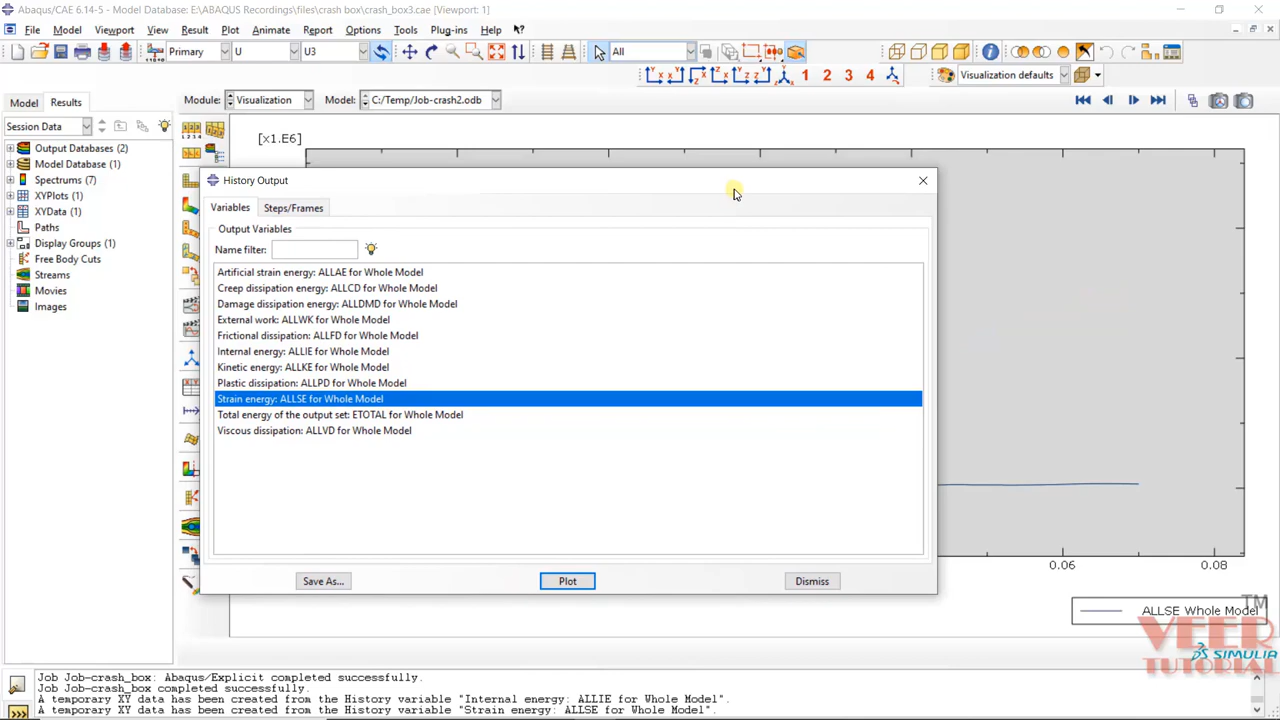 Abaqus/CAE 6.14-5 - Model Database: E:\ABAQUS Recordings\files\crash box\crash_box3.cae [Viewport: 1]
File Model Viewport View Result Plot Animate Report Options Tools Plug-ins Help
Primary U U3 All
1 2 3 4 Visualization defaults
Model Results Module: Visualization Model: C:/Temp/Job-crash2.odb
Session Data
Output Databases (2)
Model Database (1)
Spectrums (7)
XYPlots (1)
XYData (1)
Paths
Display Groups (1)
Free Body Cuts
Streams
Movies
Images
[x1.E6]
History Output
Variables Steps/Frames
Output Variables
Name filter:
Artificial strain energy: ALLAE for Whole Model
Creep dissipation energy: ALLCD for Whole Model
Damage dissipation energy: ALLDMD for Whole Model
External work: ALLWK for Whole Model
Frictional dissipation: ALLFD for Whole Model
Internal energy: ALLIE for Whole Model
Kinetic energy: ALLKE for Whole Model
Plastic dissipation: ALLPD for Whole Model
Strain energy: ALLSE for Whole Model
Total energy of the output set: ETOTAL for Whole Model
Viscous dissipation: ALLVD for Whole Model
Save As... Plot Dismiss
0.06 0.08
ALLSE Whole Model
TM
VEER
TUTORIAL
SIMULIA
Job Job-crash_box: Abaqus/Explicit completed successfully.
Job Job-crash_box completed successfully.
A temporary XY data has been created from the History variable "Internal energy: ALLIE for Whole Model".
A temporary XY data has been created from the History variable "Strain energy: ALLSE for Whole Model".